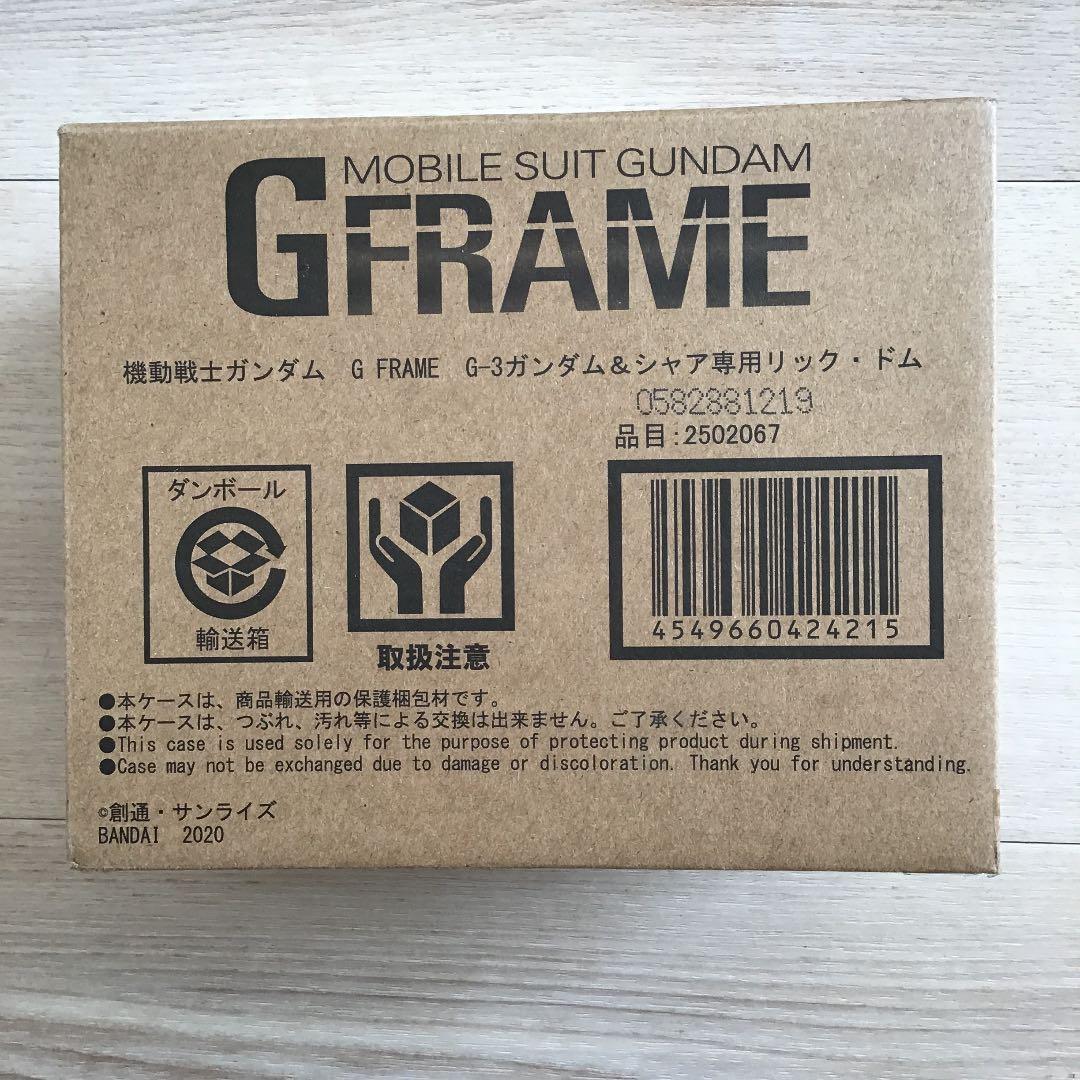 MOBILE SUIT GUNDAM
GFRAME
機動戦士ガンダム　G FRAME　G-3ガンダム＆シャア専用リック・ドム
0582881219
品目:2502067
ダンボール
輸送箱
取扱注意
4549660424215
●本ケースは、商品輸送用の保護梱包材です。
●本ケースは、つぶれ、汚れ等による交換は出来ません。ご了承ください。
●This case is used solely for the purpose of protecting product during shipment.
●Case may not be exchanged due to damage or discoloration. Thank you for understanding.
©創通・サンライズ
BANDAI　2020